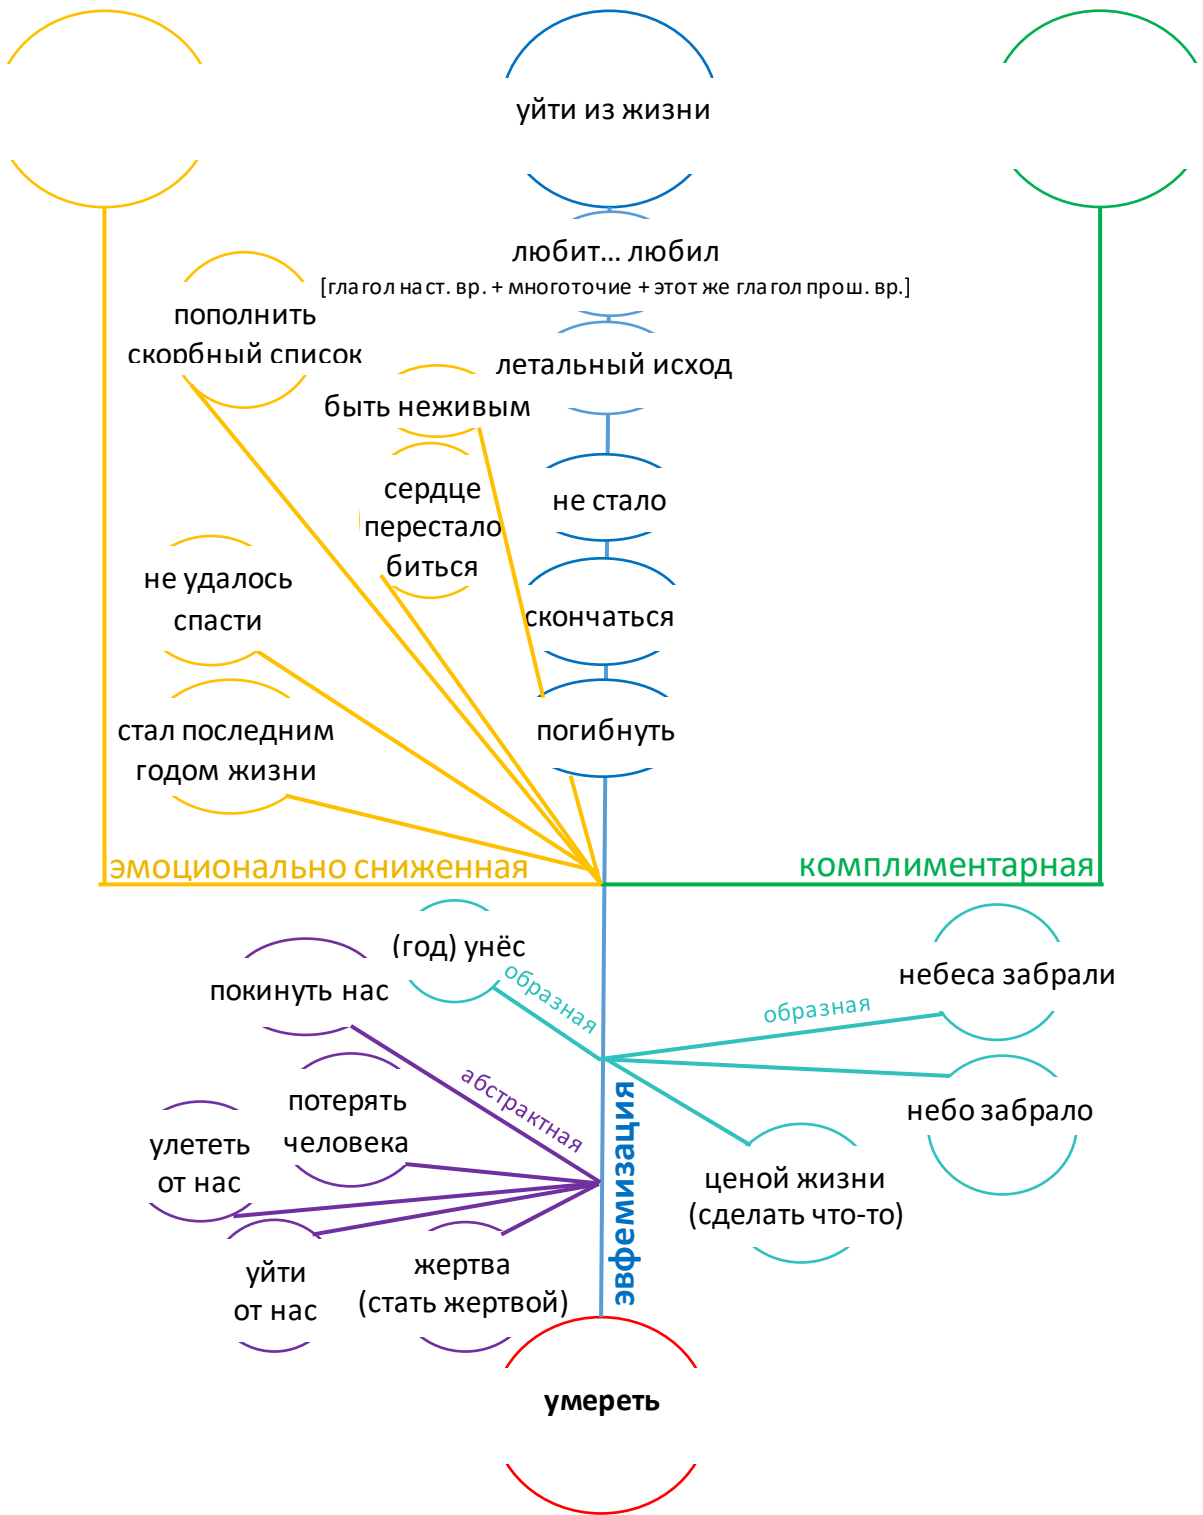 уйти из жизни
любит... любил
[глагол наст. вр. + многоточие + этот же глагол прош. вр.]
пополнить
скорбный список
летальный исход
быть неживым
сердце
перестало
биться
не стало
не удалось
спасти
скончаться
стал последним
годом жизни
погибнуть
эмоционально сниженная
комплиментарная
(год) унёс
образная
покинуть нас
небеса забрали
образная
абстрактная
потерять
человека
небо забрало
улететь
от нас
эвфемизация
ценой жизни
(сделать что-то)
уйти
от нас
жертва
(стать жертвой)
умереть